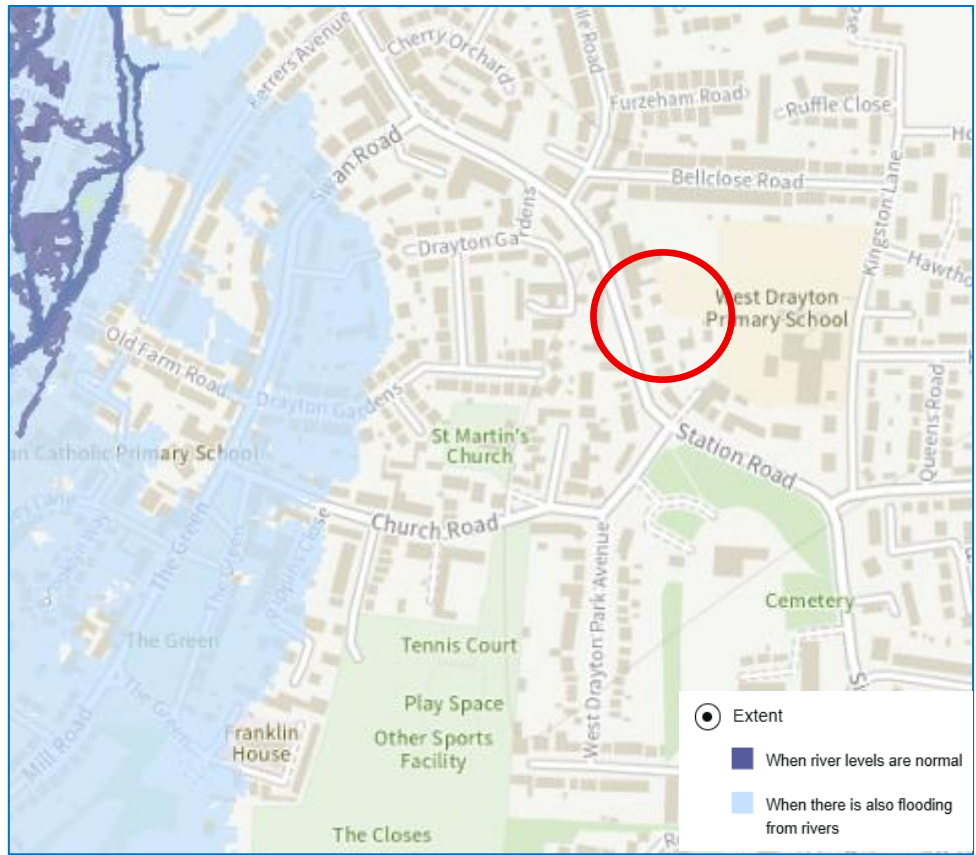 Farrers Avenue
Cherry Orchard
Furzeham Road
Ruffle Close
Swan Road
Bellclose Road
Kingston Lane
Drayton Gardens
West Drayton
Primary School
Old Farm Road
Drayton Gardens
St Martin's
Church
Station Road
Queens Road
Catholic Primary School
Church Road
The Green
The Green
The Green
The Green
West Drayton Park Avenue
Cemetery
Tennis Court
Play Space
Other Sports
Facility
Mill Road
Franklin
House
The Closes
Extent
When river levels are normal
When there is also flooding
from rivers